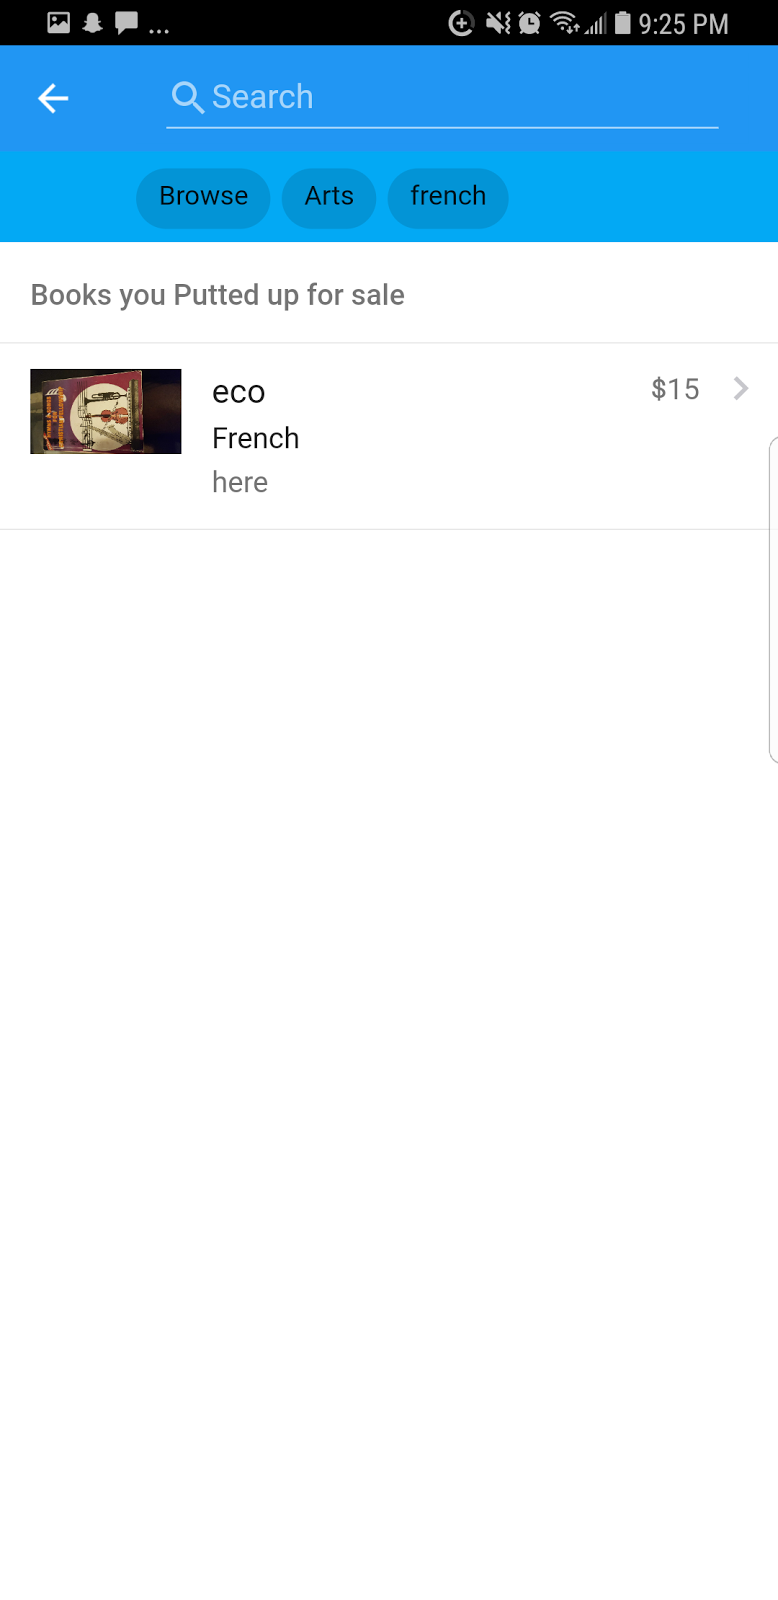 9:25 PM
Search
Browse Arts french
Books you Putted up for sale
eco $15
French
here